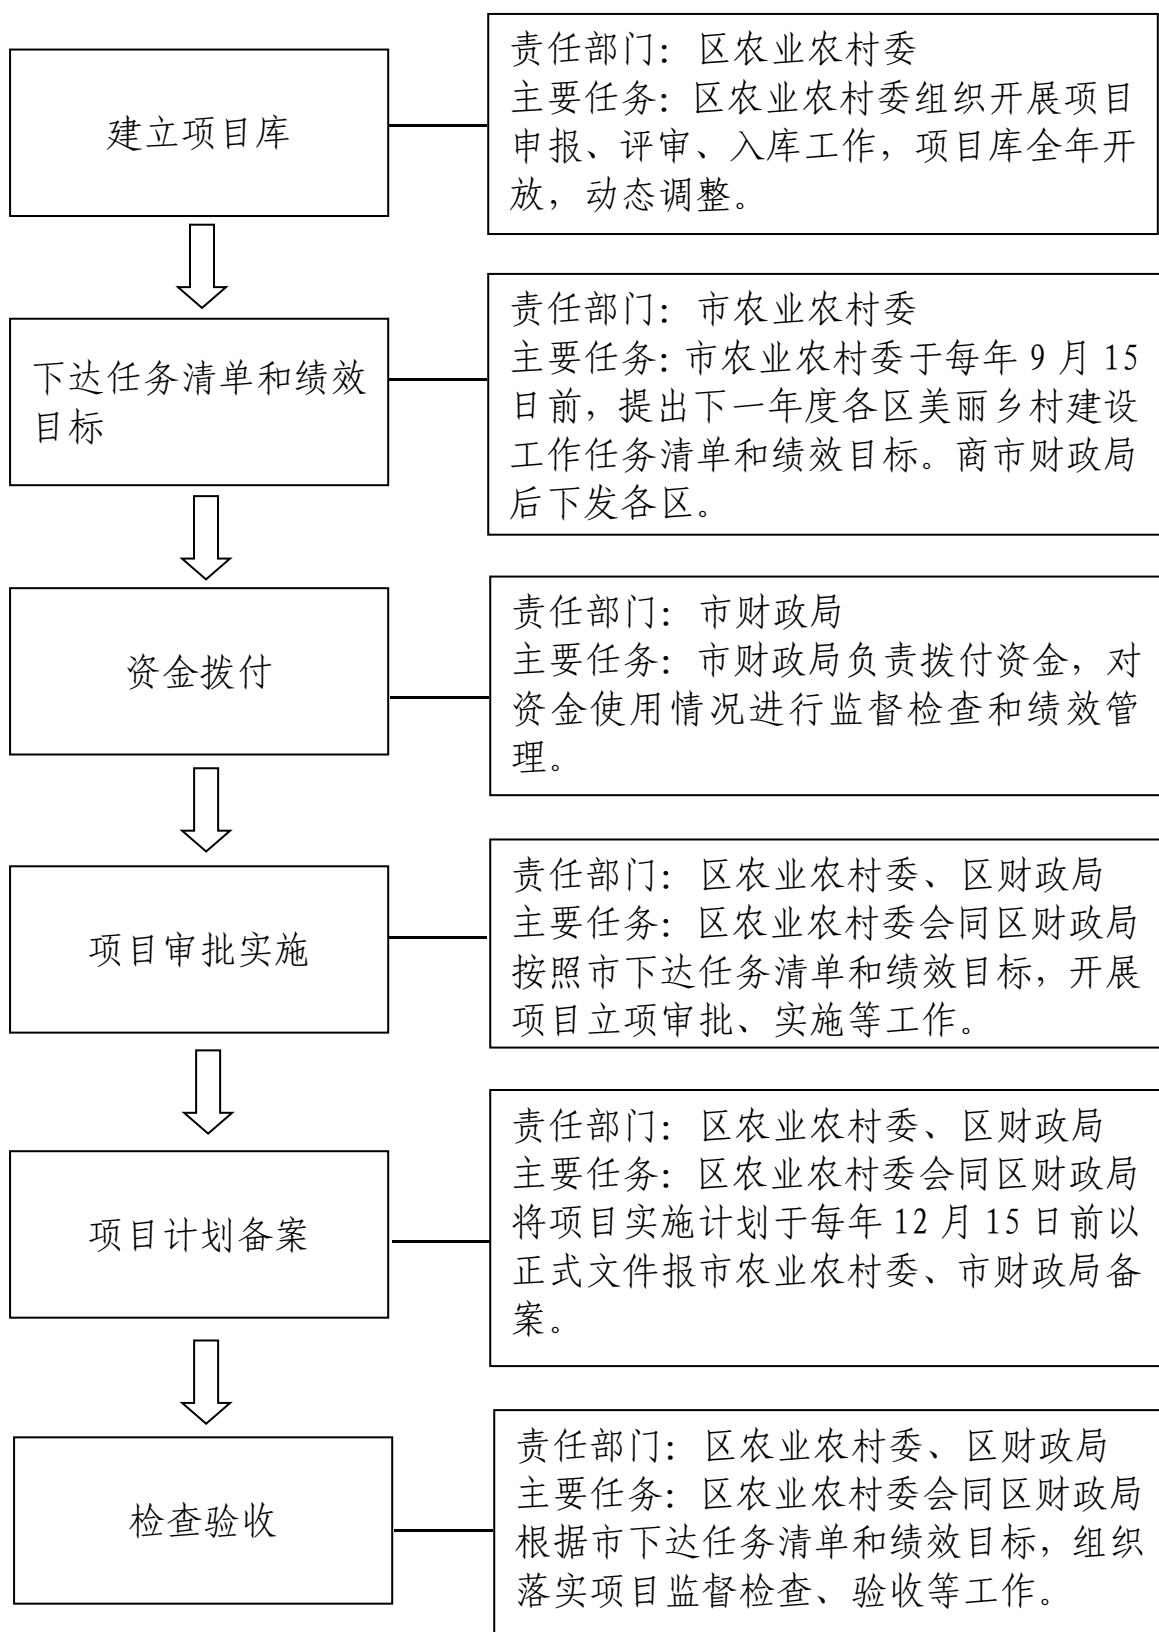 建立项目库
责任部门：区农业农村委
主要任务：区农业农村委组织开展项目
申报、评审、入库工作，项目库全年开
放，动态调整。
下达任务清单和绩效
目标
责任部门：市农业农村委
主要任务：市农业农村委于每年 9 月 15
日前，提出下一年度各区美丽乡村建设
工作任务清单和绩效目标。商市财政局
后下发各区。
资金拨付
责任部门：市财政局
主要任务：市财政局负责拨付资金，对
资金使用情况进行监督检查和绩效管
理。
项目审批实施
责任部门：区农业农村委、区财政局
主要任务：区农业农村委会同区财政局
按照市下达任务清单和绩效目标，开展
项目立项审批、实施等工作。
项目计划备案
责任部门：区农业农村委、区财政局
主要任务：区农业农村委会同区财政局
将项目实施计划于每年 12 月 15 日前以
正式文件报市农业农村委、市财政局备
案。
检查验收
责任部门：区农业农村委、区财政局
主要任务：区农业农村委会同区财政局
根据市下达任务清单和绩效目标，组织
落实项目监督检查、验收等工作。